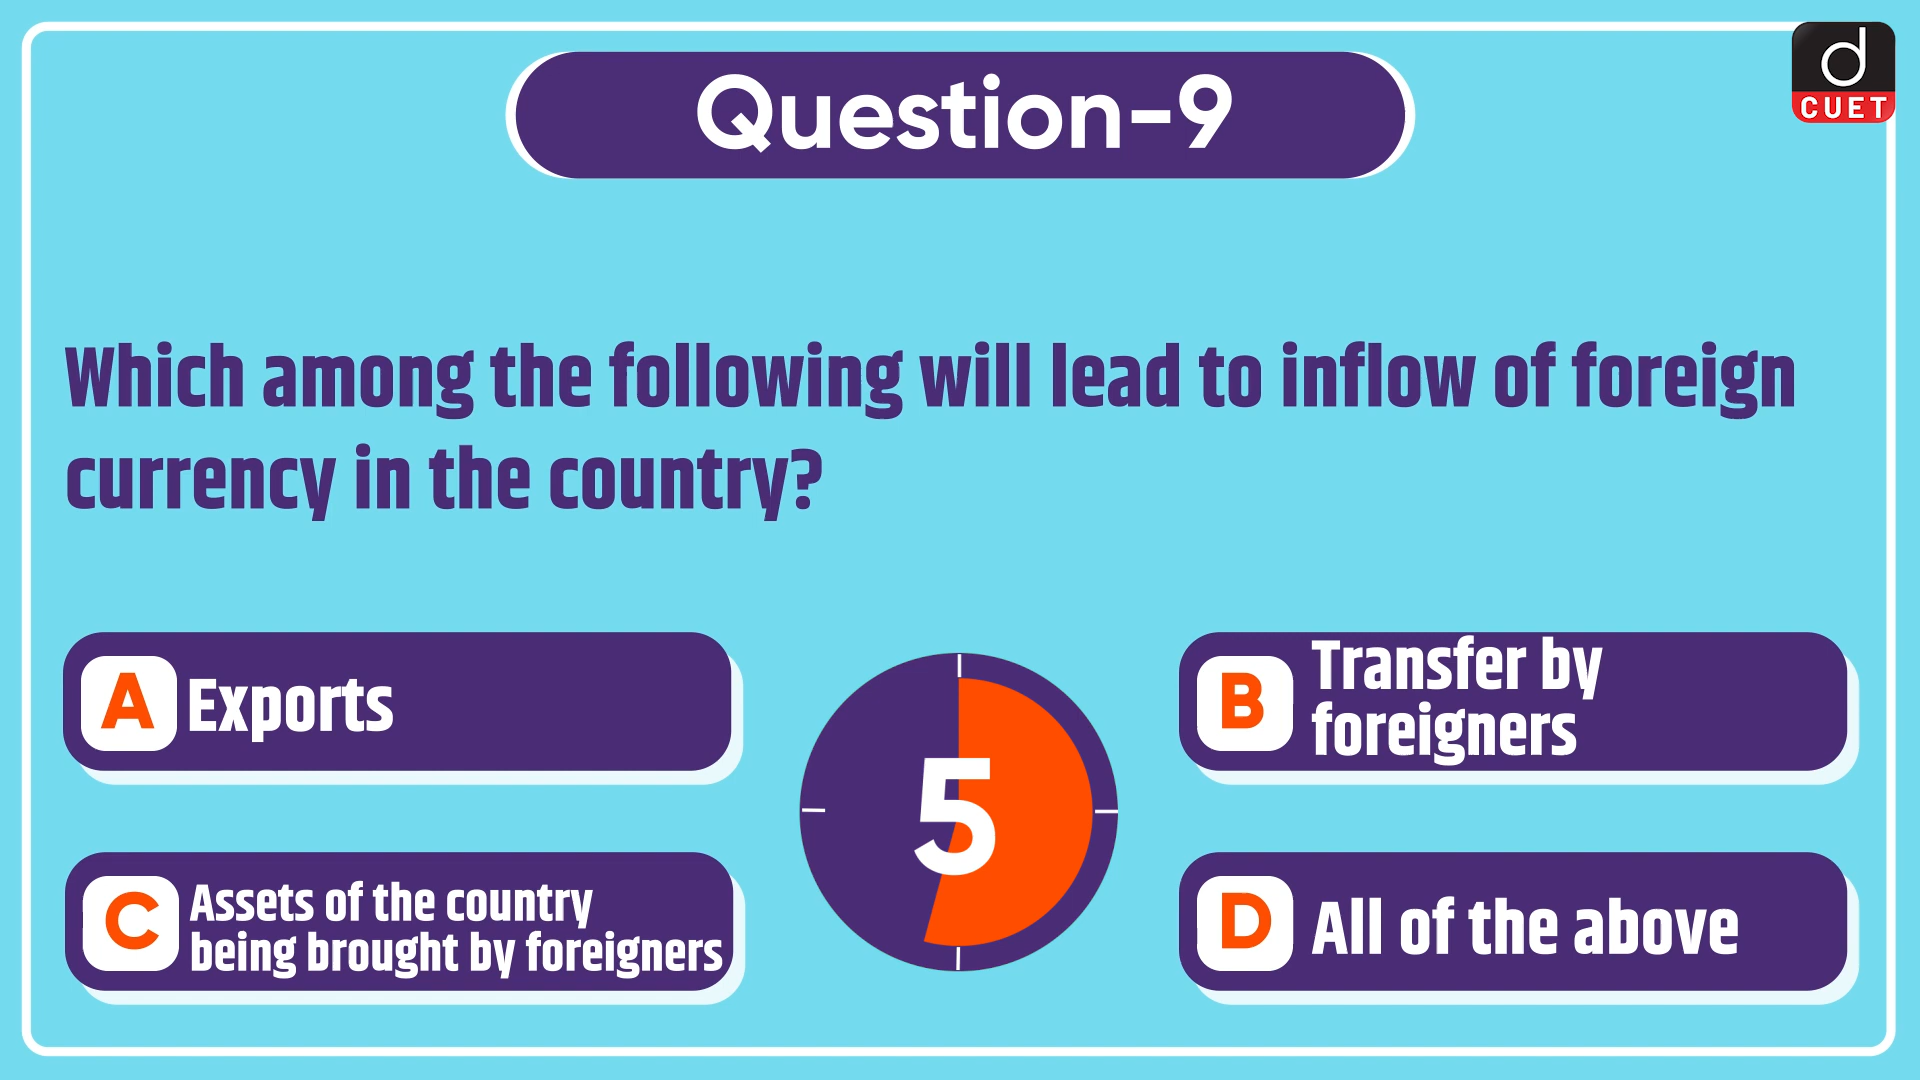 d
CUET
Question-9
Which among the following will lead to inflow of foreign
currency in the country?
A Exports
B Transfer by
foreigners
5
C Assets of the country
being brought by foreigners
D All of the above